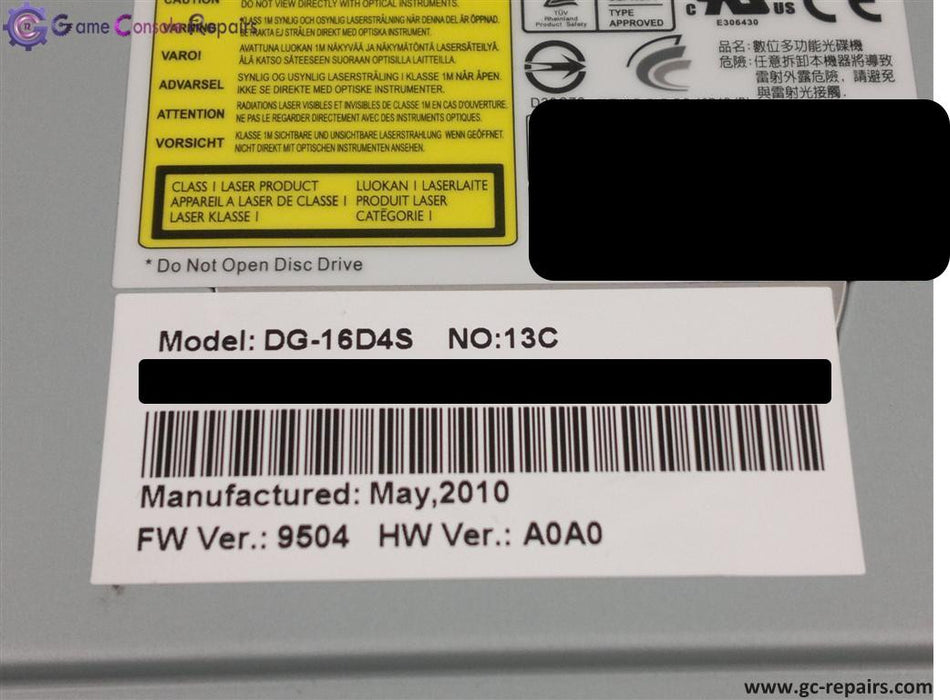 Game Console Repairs
CAUTION DO NOT VIEW DIRECTLY WITH OPTICAL INSTRUMENTS.
VARNING KLASS 1M SYNLIG OCH OSYNLIG LASERSTRÅLNING NÄR DENNA DEL ÄR ÖPPNAD.
BETRAKTA EJ STRÅLEN DIREKT MED OPTISKA INSTRUMENT.
VARO! AVATTUNA LUOKAN 1M NÄKYVÄÄ JA NÄKYMÄTÖNTÄ LASERSÄTEILYÄ.
ÄLÄ KATSO SÄTEESEEN SUORAAN OPTISILLA LAITTEILLA.
ADVARSEL SYNLIG OG USYNLIG LASERSTRÅLING I KLASSE 1M NÅR ÅPEN.
IKKE SE DIREKTE MED OPTISKE INSTRUMENTER.
ATTENTION RADIATIONS LASER VISIBLES ET INVISIBLES DE CLASSE 1M EN CAS D'OUVERTURE.
NE PAS LE REGARDER DIRECTEMENT AVEC DES INSTRUMENTS OPTIQUES.
VORSICHT KLASSE 1M SICHTBARE UND UNSICHTBARE LASERSTRAHLUNG WENN GEÖFFNET.
NICHT DIREKT MIT OPTISCHEN INSTRUMENTEN ANSEHEN.
CLASS I LASER PRODUCT LUOKAN I LASERLAITE
APPAREIL A LASER DE CLASSE I PRODUIT LASER
LASER KLASSE I CATÉGORIE I
* Do Not Open Disc Drive
TÜV
Rheinland
Product Safety
TYPE
APPROVED
C US
E306430
CE
品名:數位多功能光碟機
危險:任意拆卸本機器將導致
雷射外露危險,請避免
與雷射光接觸.
Model: DG-16D4S NO:13C
Manufactured: May,2010
FW Ver.: 9504 HW Ver.: A0A0
www.gc-repairs.com